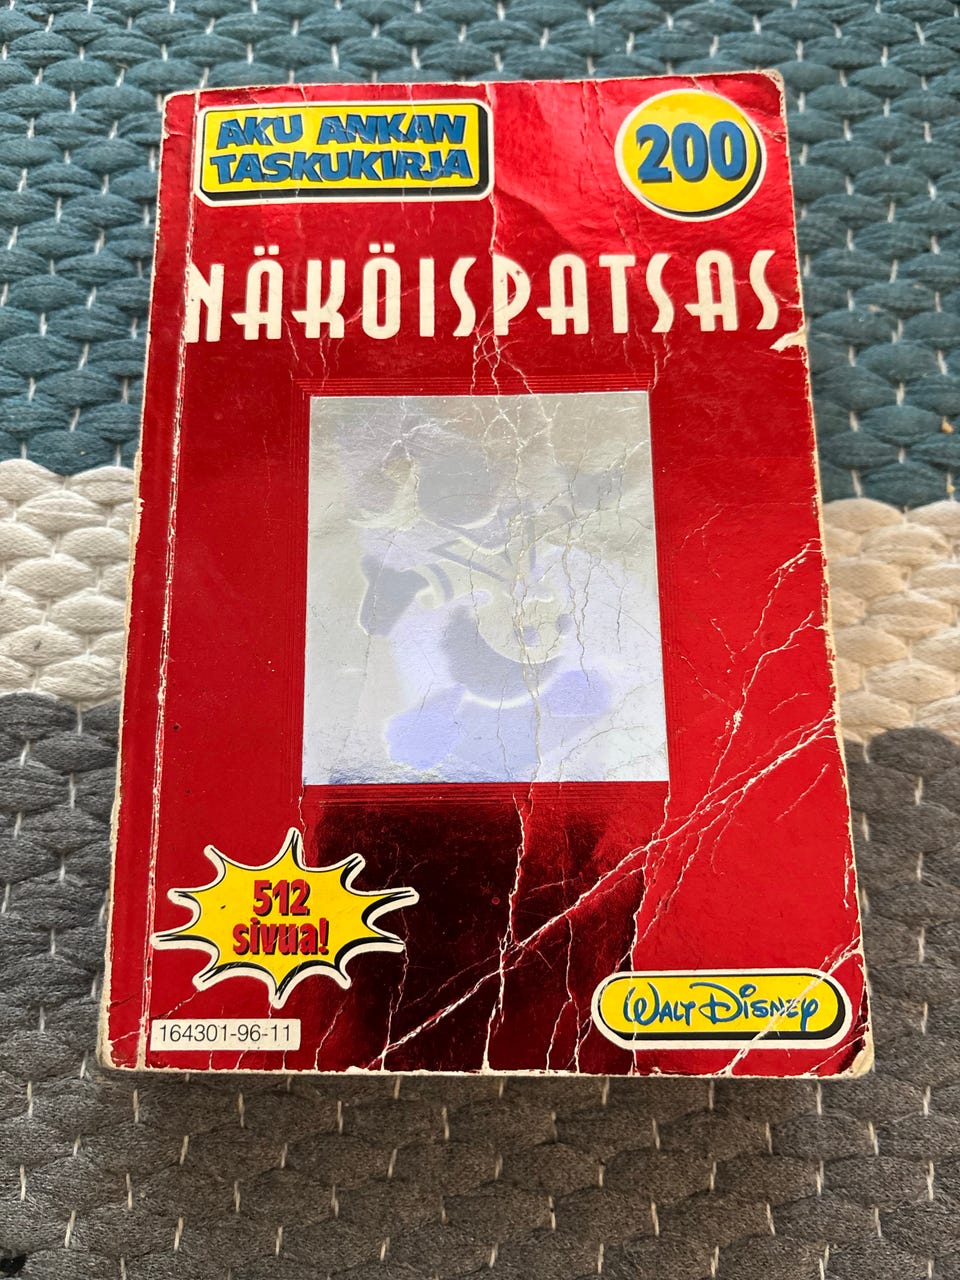 AKU ANKAN
TASKUKIRJA
200
NÄKÖISPATSAS
512
sivua!
164301-96-11
WALT DISNEY